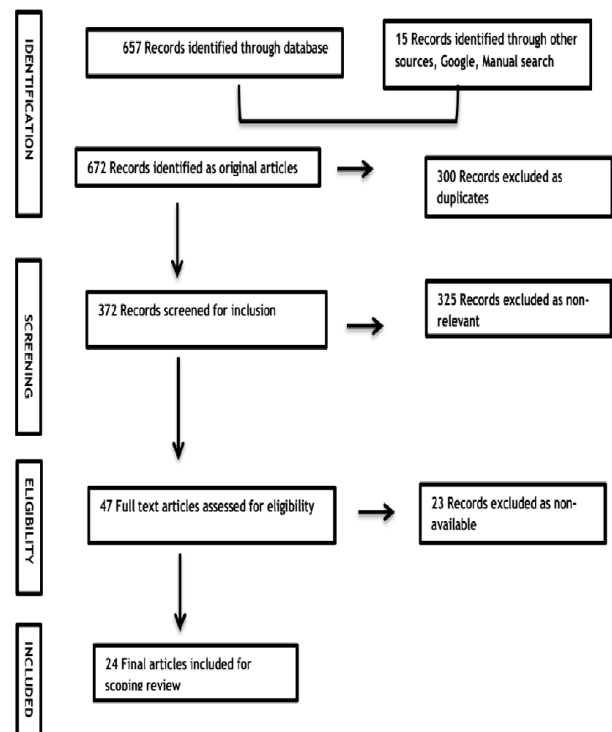 IDENTIFICATION
657 Records identified through database
15 Records identified through other
sources, Google, Manual search
672 Records identified as original articles
300 Records excluded as
duplicates
SCREENING
372 Records screened for inclusion
325 Records excluded as non-
relevant
ELIGIBILITY
47 Full text articles assessed for eligibility
23 Records excluded as non-
available
INCLUDED
24 Final articles included for
scoping review